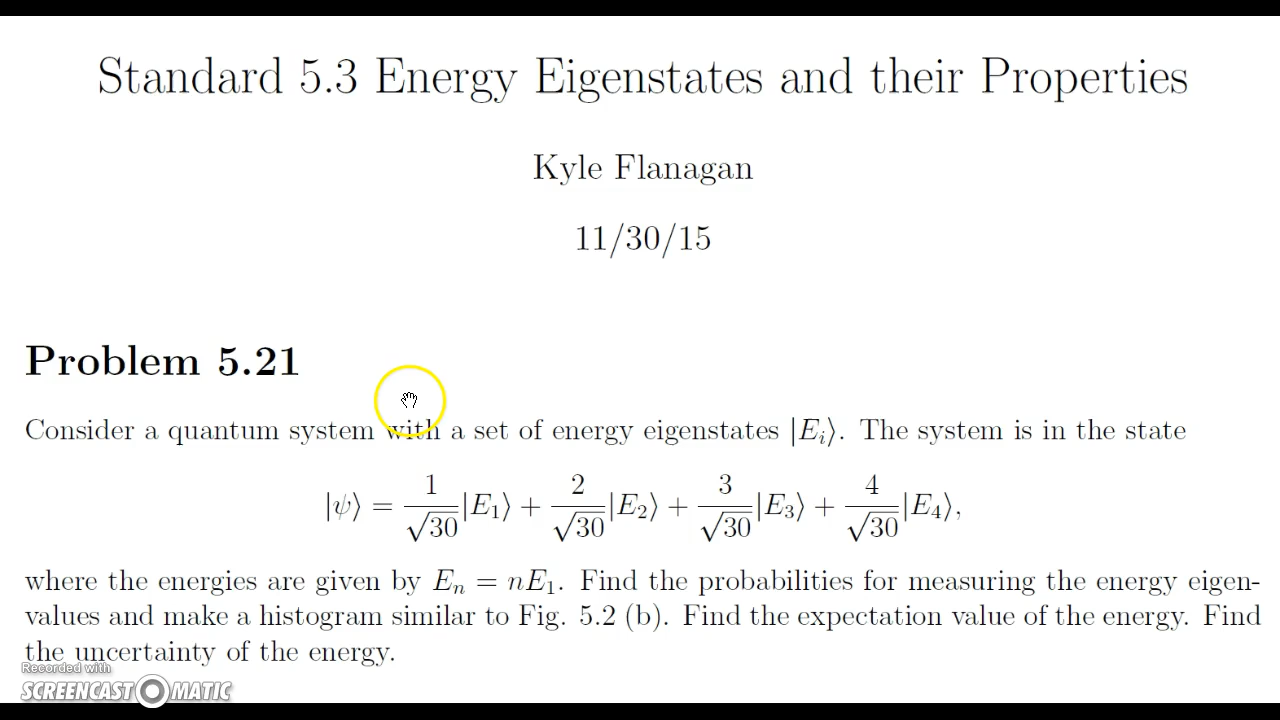 Standard 5.3 Energy Eigenstates and their Properties
Kyle Flanagan
11/30/15
Problem 5.21
Consider a quantum system with a set of energy eigenstates |E_i⟩. The system is in the state
|ψ⟩ = 1/√30 |E_1⟩ + 2/√30 |E_2⟩ + 3/√30 |E_3⟩ + 4/√30 |E_4⟩,
where the energies are given by E_n = nE_1. Find the probabilities for measuring the energy eigen-
values and make a histogram similar to Fig. 5.2 (b). Find the expectation value of the energy. Find
the uncertainty of the energy.
Recorded with
SCREENCAST-O-MATIC